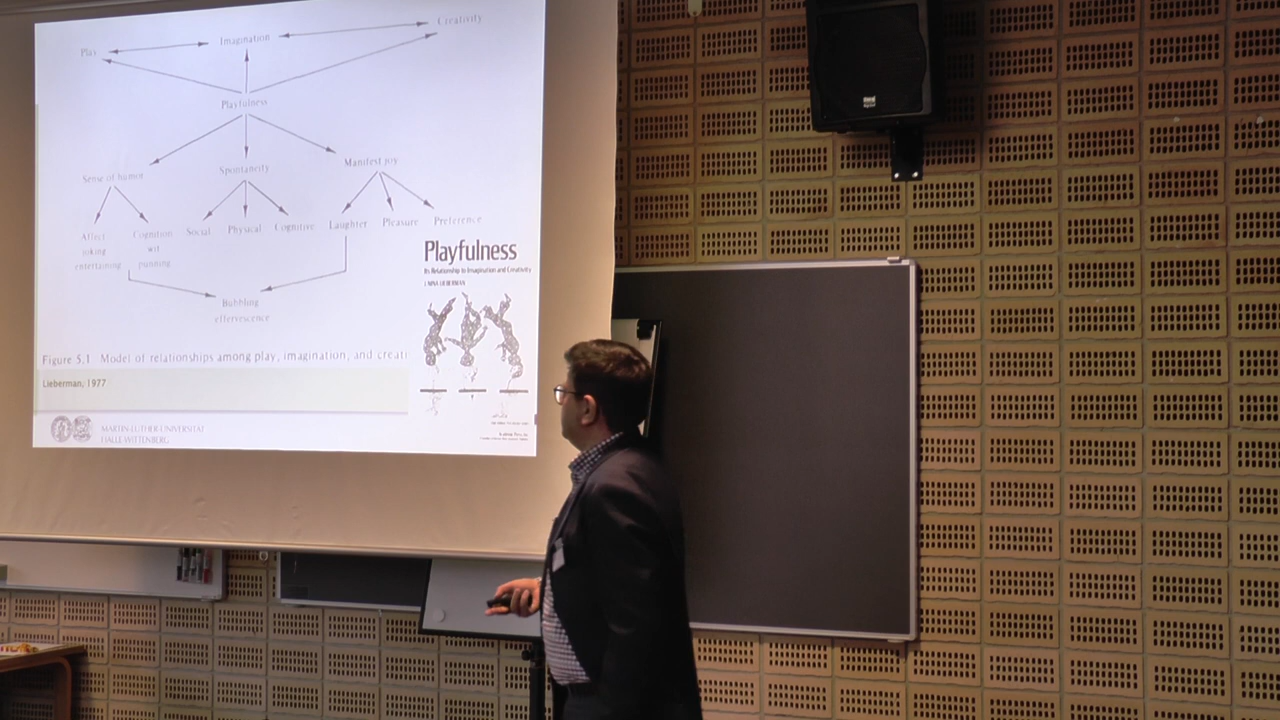 Creativity
Play
Imagination
Playfulness
Sense of humor
Spontaneity
Manifest joy
Affect
joking
entertaining
Cognition
wit
punning
Social
Physical
Cognitive
Laughter
Pleasure
Preference
Bubbling
effervescence
Playfulness
Its Relationship to Imagination and Creativity
J. NINA LIEBERMAN
Figure 5.1 Model of relationships among play, imagination, and creati
Lieberman, 1977
MARTIN-LUTHER-UNIVERSITÄT
HALLE-WITTENBERG